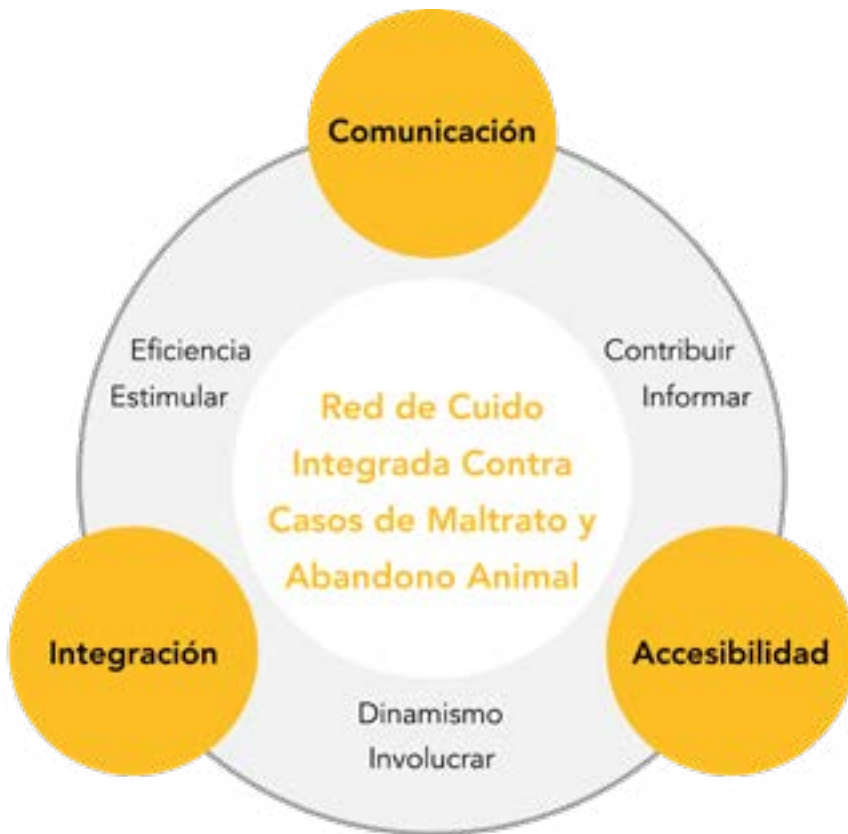 Comunicación
Eficiencia
Estimular
Contribuir
Informar
Red de Cuido
Integrada Contra
Casos de Maltrato y
Abandono Animal
Integración
Accesibilidad
Dinamismo
Involucrar